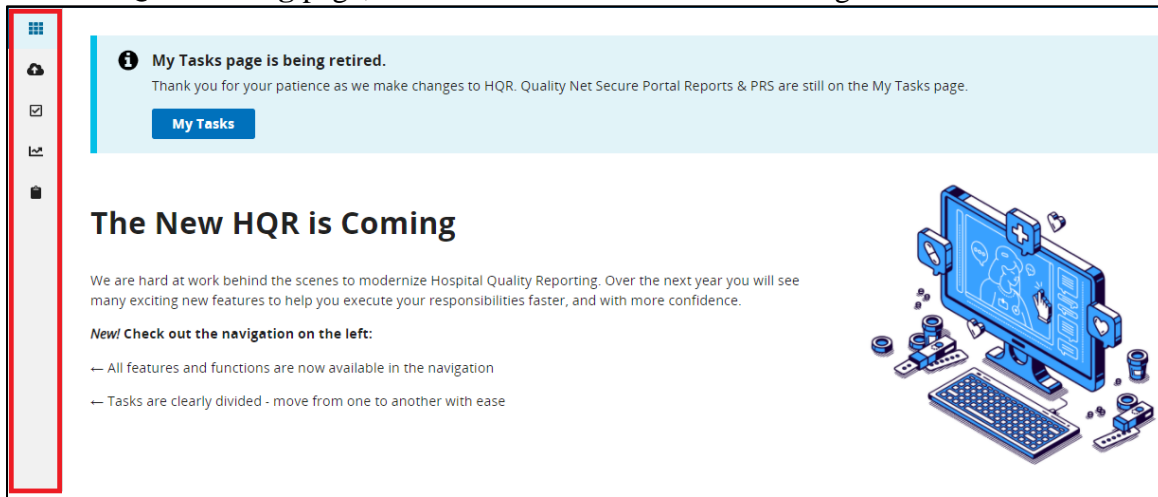 page,
My Tasks page is being retired.
Thank you for your patience as we make changes to HQR. Quality Net Secure Portal Reports & PRS are still on the My Tasks page.
My Tasks
The New HQR is Coming
We are hard at work behind the scenes to modernize Hospital Quality Reporting. Over the next year you will see
many exciting new features to help you execute your responsibilities faster, and with more confidence.
New! Check out the navigation on the left:
← All features and functions are now available in the navigation
← Tasks are clearly divided - move from one to another with ease